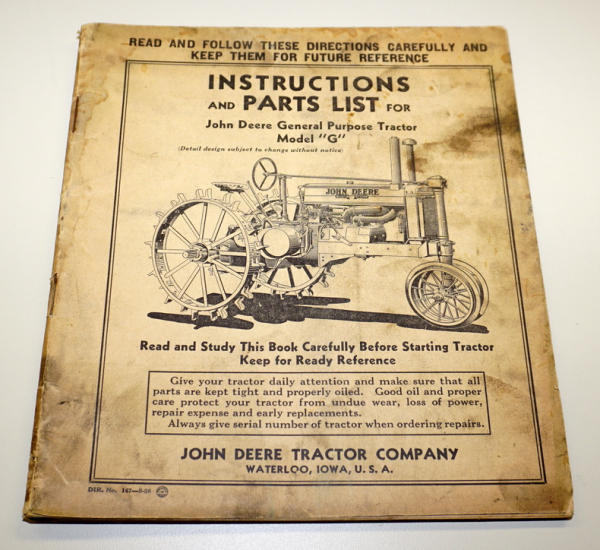 READ AND FOLLOW THESE DIRECTIONS CAREFULLY AND
KEEP THEM FOR FUTURE REFERENCE
INSTRUCTIONS
AND PARTS LIST FOR
John Deere General Purpose Tractor
Model "G"
(Detail design subject to change without notice)
JOHN DEERE
Read and Study This Book Carefully Before Starting Tractor
Keep for Ready Reference
Give your tractor daily attention and make sure that all
parts are kept tight and properly oiled. Good oil and proper
care protect your tractor from undue wear, loss of power,
repair expense and early replacements.
Always give serial number of tractor when ordering repairs.
JOHN DEERE TRACTOR COMPANY
WATERLOO, IOWA, U. S. A.
DIR. No. 167—8-38